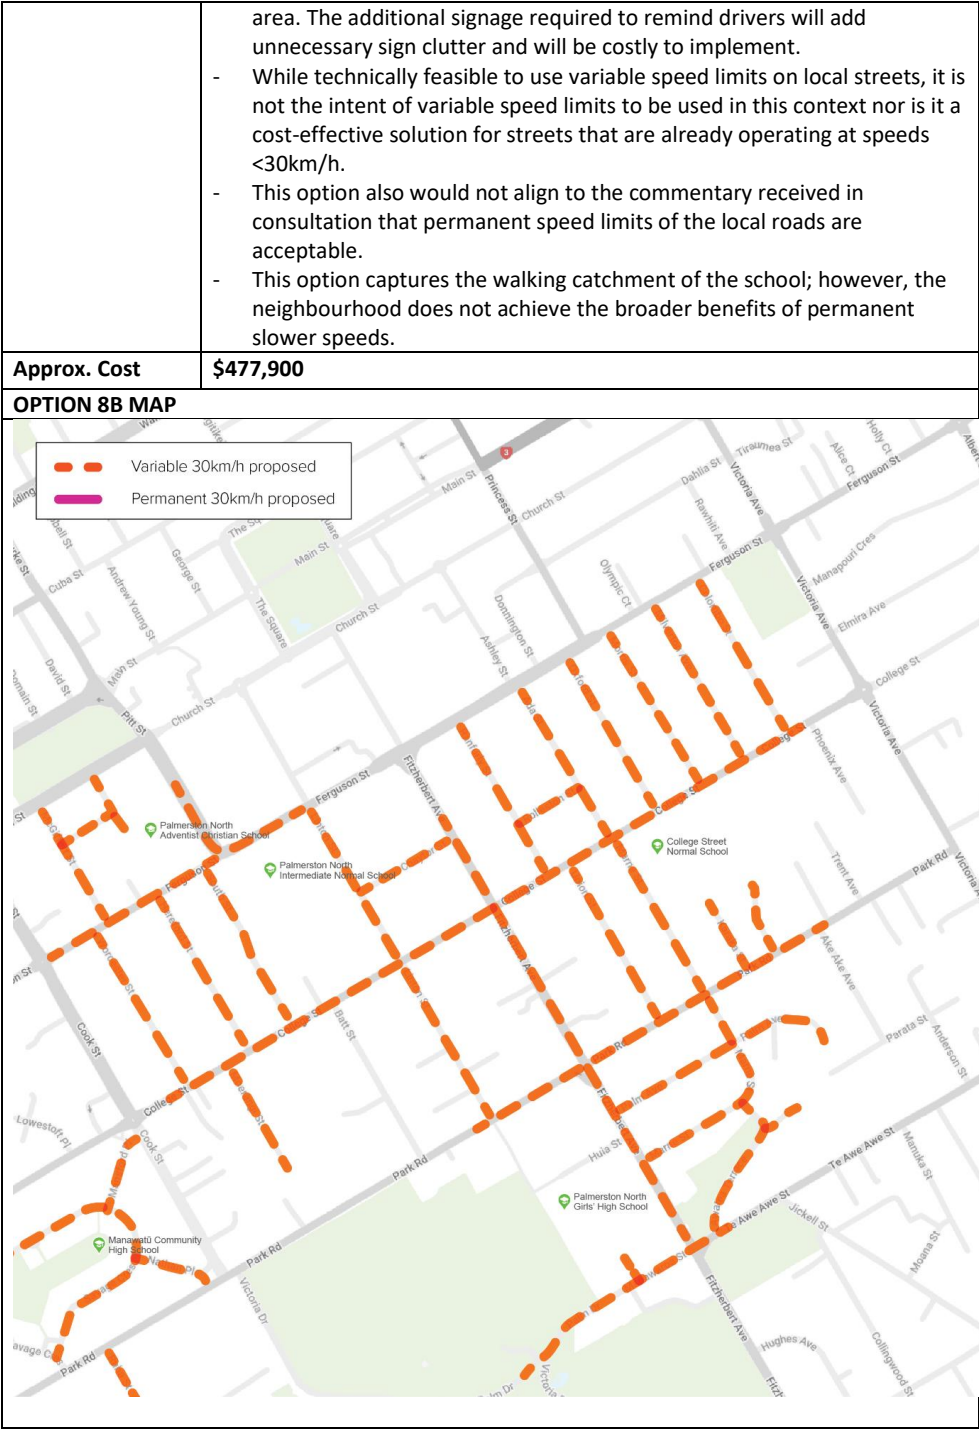 area. The additional signage required to remind drivers will add
unnecessary sign clutter and will be costly to implement.
- While technically feasible to use variable speed limits on local streets, it is
not the intent of variable speed limits to be used in this context nor is it a
cost-effective solution for streets that are already operating at speeds
<30km/h.
- This option also would not align to the commentary received in
consultation that permanent speed limits of the local roads are
acceptable.
- This option captures the walking catchment of the school; however, the
neighbourhood does not achieve the broader benefits of permanent
slower speeds.
Approx. Cost $477,900
OPTION 8B MAP
Variable 30km/h proposed
Permanent 30km/h proposed
3
Main St
Princess St
Church St
Dahlia St
Tiraumea St
Victoria Ave
Alice Ct
Holly Ct
Ferguson St
Rawhiti Ave
Manapouri Cres
Cuba St
George St
Andrew Young St
The Square
Main St
Church St
Olympic Ct
Ferguson St
Victoria Ave
Elmira Ave
Donnington St
Ashley St
College St
David St
Main St
Church St
Pitt St
Victoria Ave
Phoenix Ave
Ferguson St
Fitzherbert Ave
Palmerston North
Adventist Christian School
Palmerston North
Intermediate Normal School
College Street
Normal School
Trent Ave
Park Rd
Ake Ake Ave
Cook St
Batt St
Parata St
Anderson St
Lowestoft Pl
Cook St
Park Rd
Huia St
Te Awe Awe St
Manuka St
Palmerston North
Girls' High School
Jickell St
Moana St
Manawatū Community
High School
Park Rd
Victoria Dr
Fitzherbert Ave
Hughes Ave
Collingwood St
Park Rd